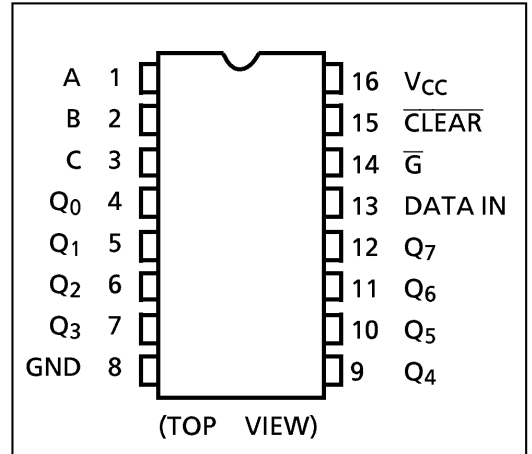 A 1 16 VCC
B 2 15 CLEAR
C 3 14 G
Q0 4 13 DATA IN
Q1 5 12 Q7
Q2 6 11 Q6
Q3 7 10 Q5
GND 8 9 Q4
(TOP VIEW)